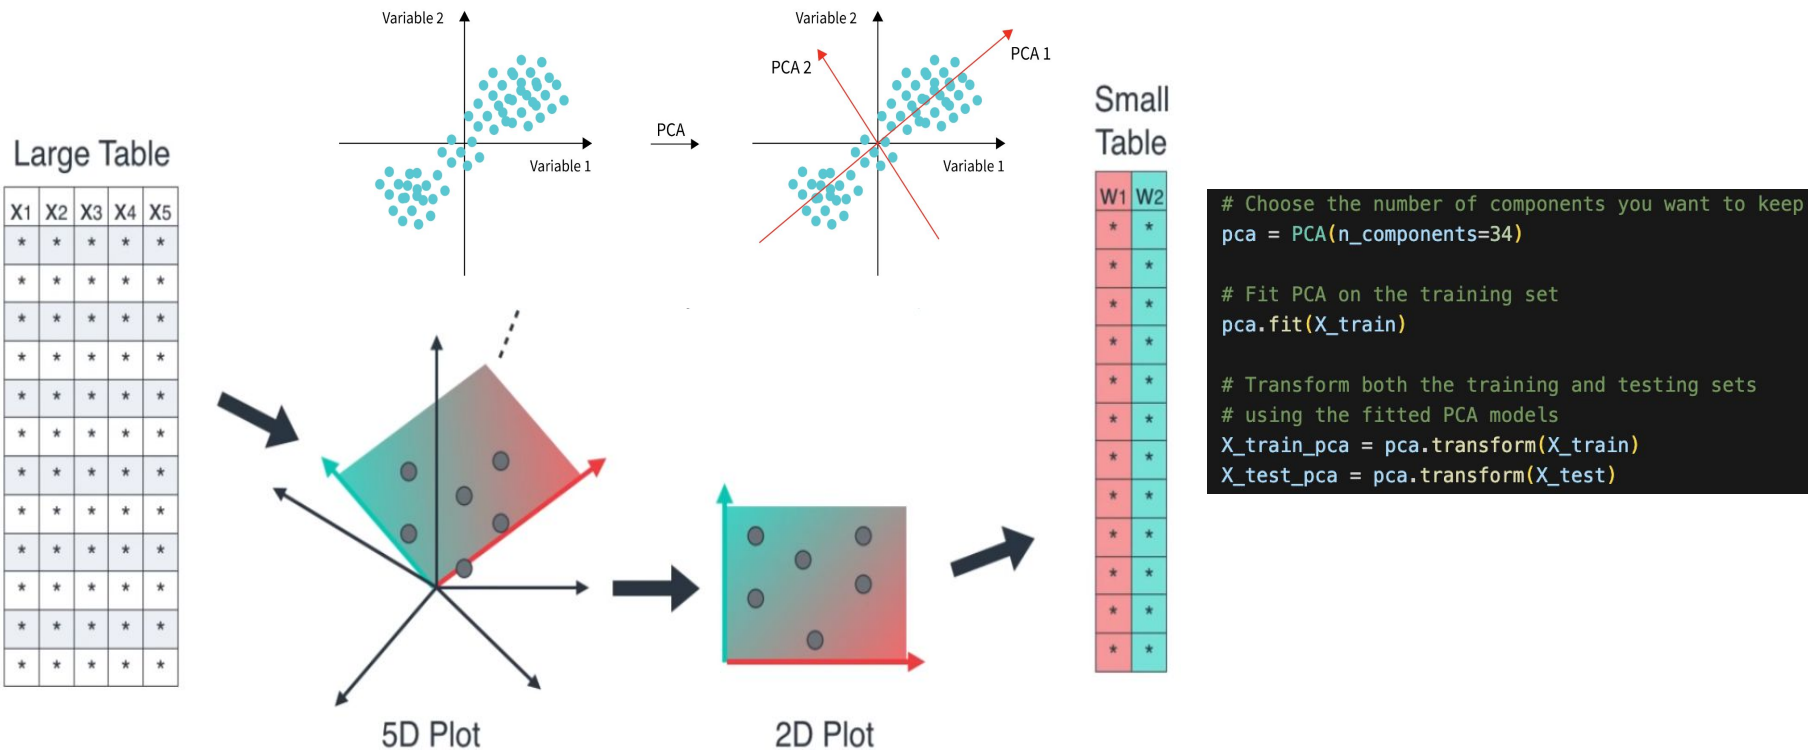 Large Table
X1 X2 X3 X4 X5
* * * * *
* * * * *
* * * * *
* * * * *
* * * * *
* * * * *
* * * * *
* * * * *
* * * * *
* * * * *
* * * * *
* * * * *
Variable 2
Variable 1
PCA
Variable 2
PCA 2
PCA 1
Variable 1
5D Plot
2D Plot
Small
Table
W1 W2
* *
* *
* *
* *
* *
* *
* *
* *
* *
* *
* *
* *
# Choose the number of components you want to keep
pca = PCA(n_components=34)
# Fit PCA on the training set
pca.fit(X_train)
# Transform both the training and testing sets
# using the fitted PCA models
X_train_pca = pca.transform(X_train)
X_test_pca = pca.transform(X_test)